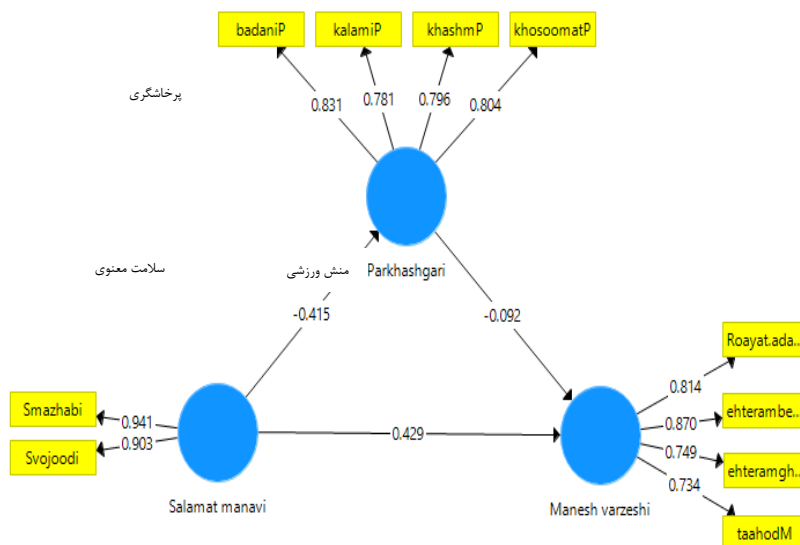 badaniP
kalamiP
khashmP
khosoomatP
پرخاشگری
0.831
0.781
0.796
0.804
سلامت معنوی
منش ورزشی
Parkhashgari
-0.415
-0.092
Roayat.ada...
0.814
Smazhabi
0.941
0.870
ehterambe...
0.429
Svojoodi
0.903
0.749
ehteramgh...
0.734
Salamat manavi
Manesh varzeshi
taahodM